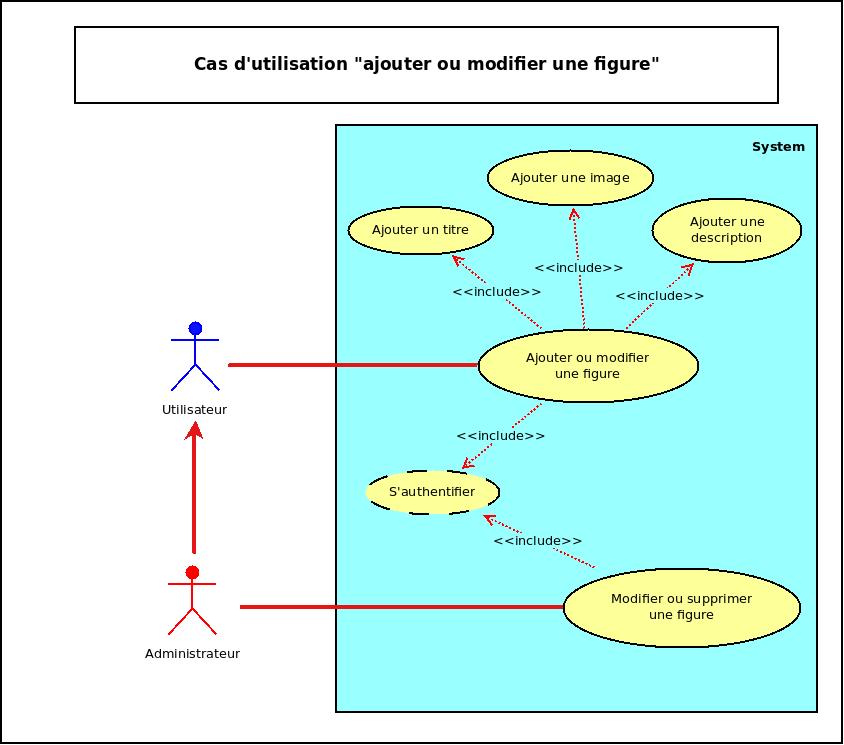 Cas d'utilisation "ajouter ou modifier une figure"
System
Ajouter une image
Ajouter un titre
Ajouter une
description
<<include>>
<<include>>
<<include>>
Ajouter ou modifier
une figure
Utilisateur
<<include>>
S'authentifier
<<include>>
Modifier ou supprimer
une figure
Administrateur